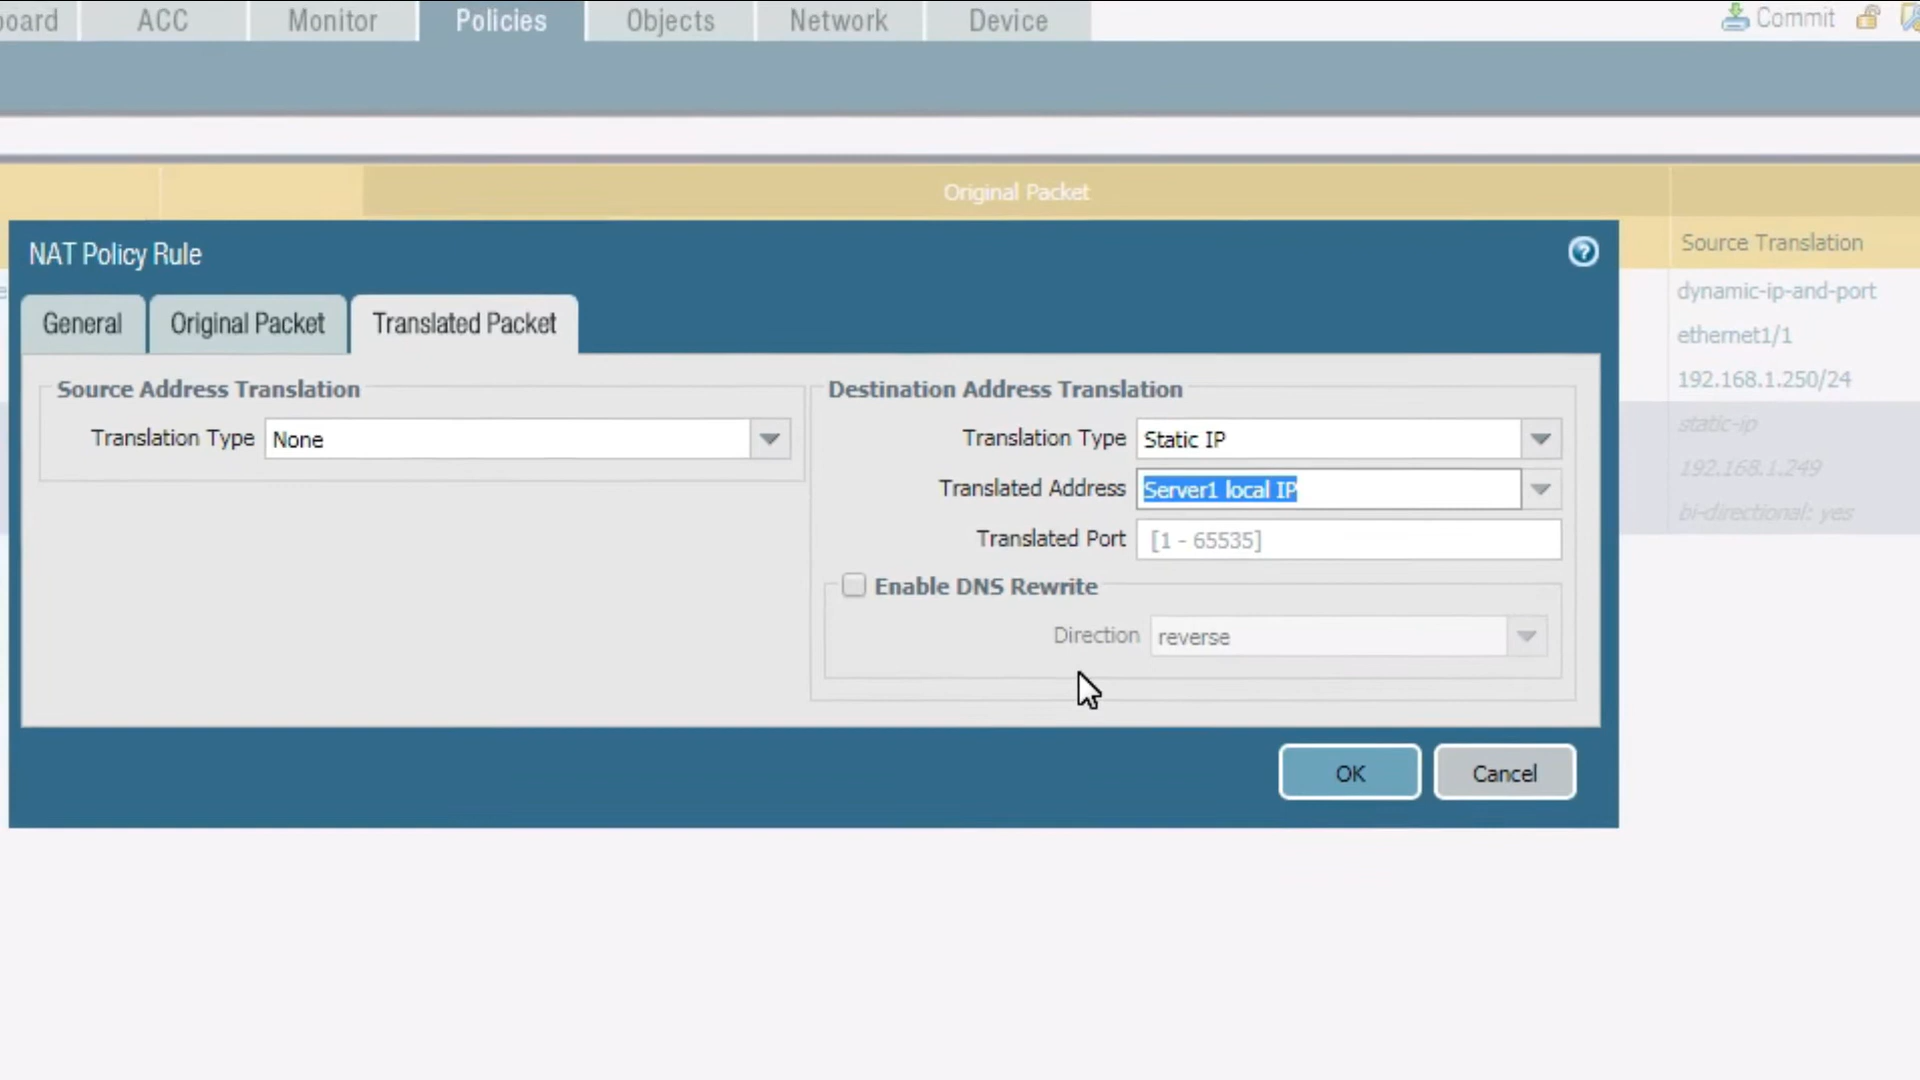 board ACC Monitor Policies Objects Network Device Commit
Original Packet
Source Translation
dynamic-ip-and-port
ethernet1/1
192.168.1.250/24
static-ip
192.168.1.249
bi-directional: yes
NAT Policy Rule
General Original Packet Translated Packet
Source Address Translation
Translation Type None
Destination Address Translation
Translation Type Static IP
Translated Address Server1 local IP
Translated Port [1 - 65535]
Enable DNS Rewrite
Direction reverse
OK Cancel